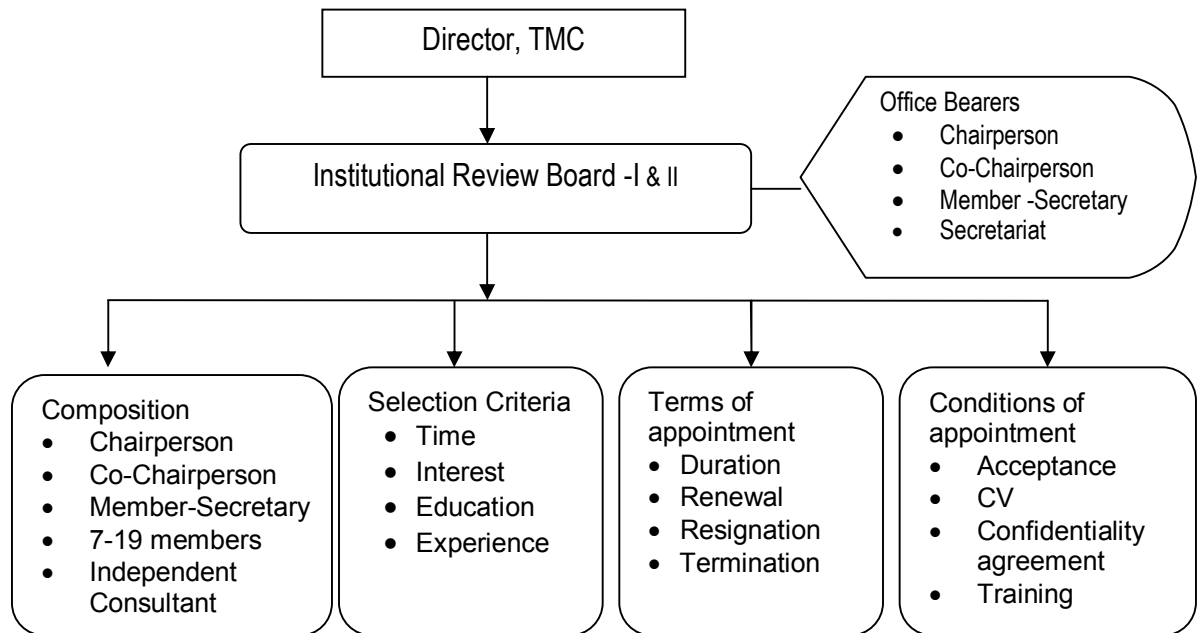 Director, TMC
Office Bearers
• Chairperson
• Co-Chairperson
• Member -Secretary
• Secretariat
Institutional Review Board -I & II
Composition
• Chairperson
• Co-Chairperson
• Member-Secretary
• 7-19 members
• Independent
Consultant
Selection Criteria
• Time
• Interest
• Education
• Experience
Terms of
appointment
• Duration
• Renewal
• Resignation
• Termination
Conditions of
appointment
• Acceptance
• CV
• Confidentiality
agreement
• Training